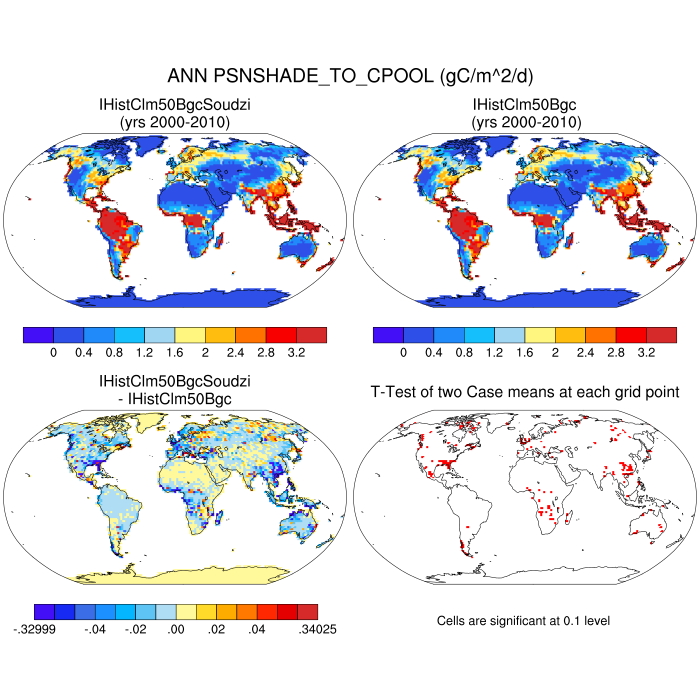 ANN PSNSHADE_TO_CPOOL (gC/m^2/d)
IHistClm50BgcSoudzi
(yrs 2000-2010)
IHistClm50Bgc
(yrs 2000-2010)
0 0.4 0.8 1.2 1.6 2 2.4 2.8 3.2
0 0.4 0.8 1.2 1.6 2 2.4 2.8 3.2
IHistClm50BgcSoudzi
- IHistClm50Bgc
T-Test of two Case means at each grid point
-.32999 -.04 -.02 .00 .02 .04 .34025
Cells are significant at 0.1 level